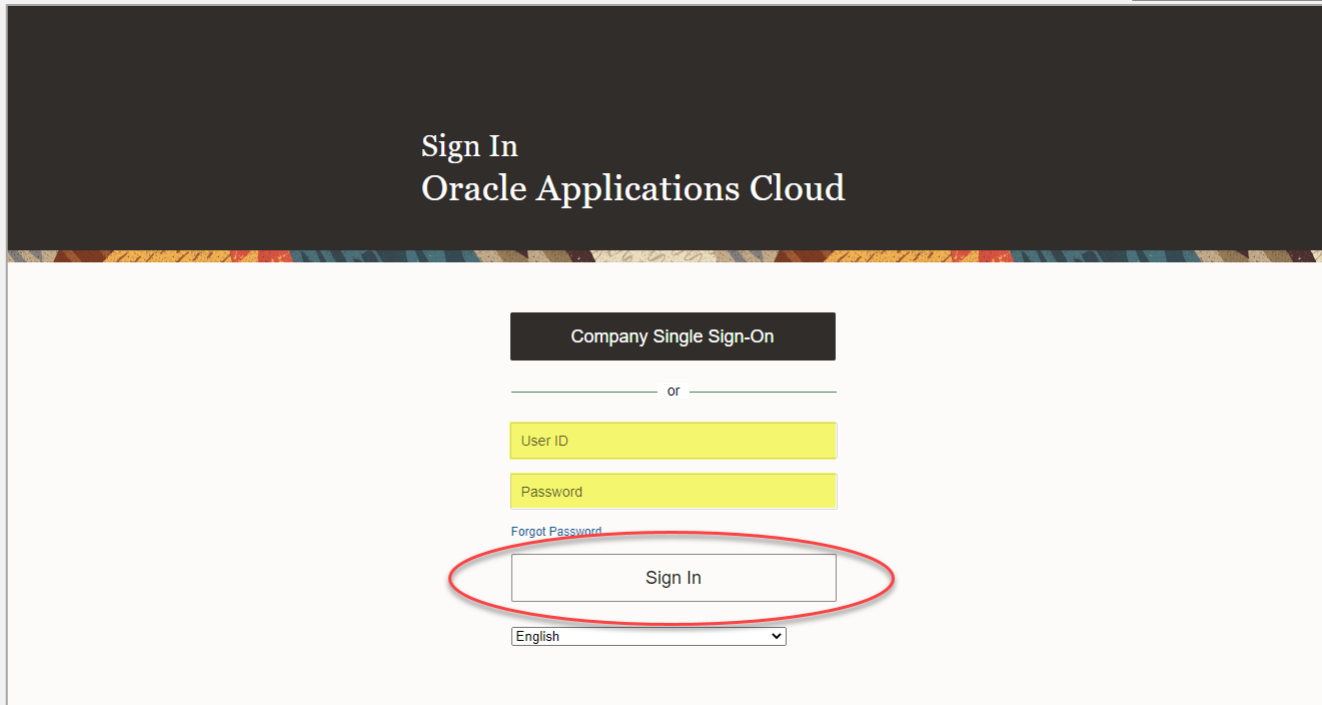 Sign In
Oracle Applications Cloud
Company Single Sign-On
or
User ID
Password
Forgot Password
Sign In
English